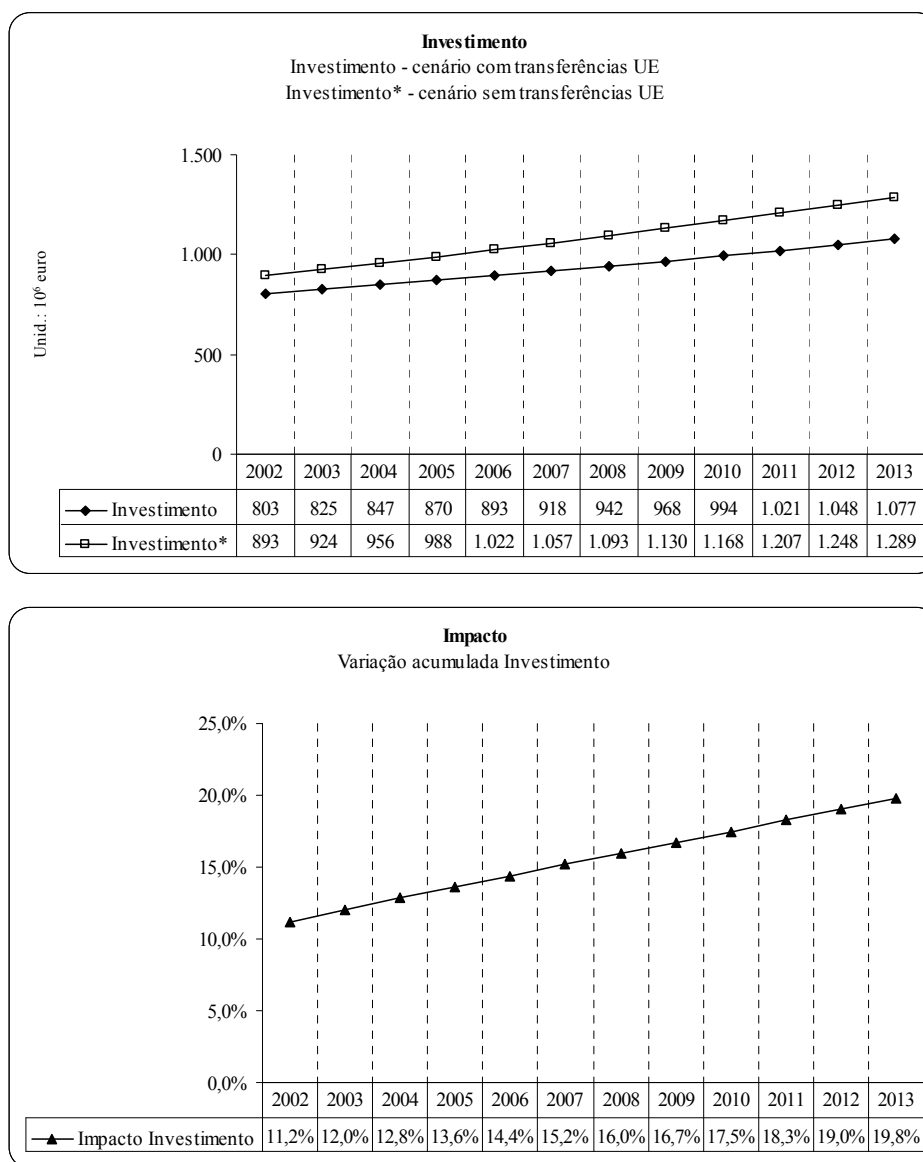 Investimento
Investimento - cenário com transferências UE
Investimento* - cenário sem transferências UE
Unid.: 10⁶ euro
1.500
1.000
500
0
2002 2003 2004 2005 2006 2007 2008 2009 2010 2011 2012 2013
Investimento 803 825 847 870 893 918 942 968 994 1.021 1.048 1.077
Investimento* 893 924 956 988 1.022 1.057 1.093 1.130 1.168 1.207 1.248 1.289
Impacto
Variação acumulada Investimento
25,0%
20,0%
15,0%
10,0%
5,0%
0,0%
2002 2003 2004 2005 2006 2007 2008 2009 2010 2011 2012 2013
Impacto Investimento 11,2% 12,0% 12,8% 13,6% 14,4% 15,2% 16,0% 16,7% 17,5% 18,3% 19,0% 19,8%